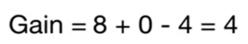 Gain = 8 + 0 - 4 = 4